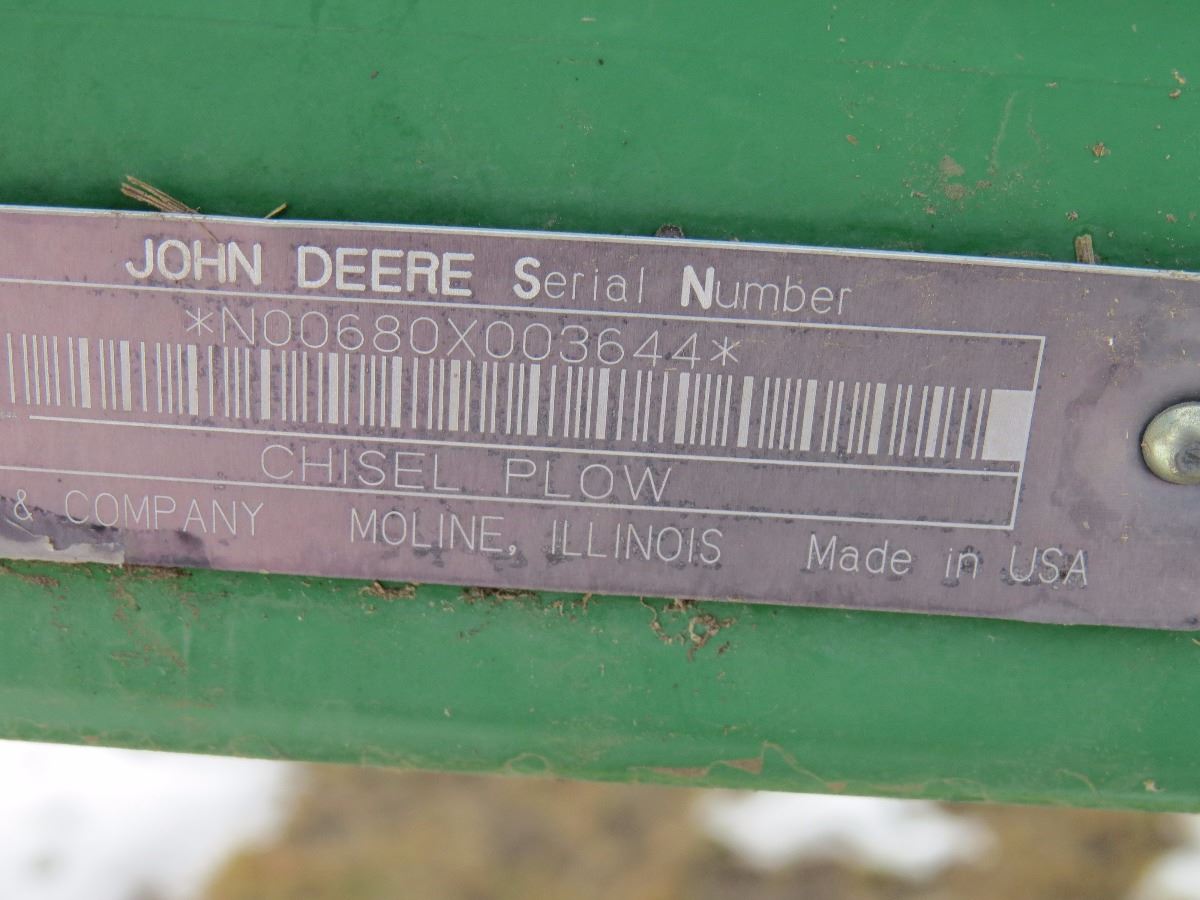 JOHN DEERE Serial Number
*N00680X003644*
CHISEL PLOW
& COMPANY MOLINE, ILLINOIS Made in USA